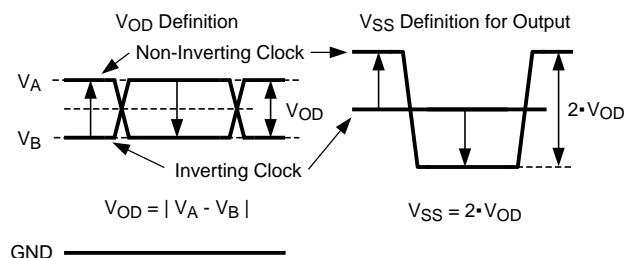 VOD Definition
VSS Definition for Output
Non-Inverting Clock
VA
VOD
2•VOD
VB
Inverting Clock
VOD = | VA - VB |
VSS = 2•VOD
GND